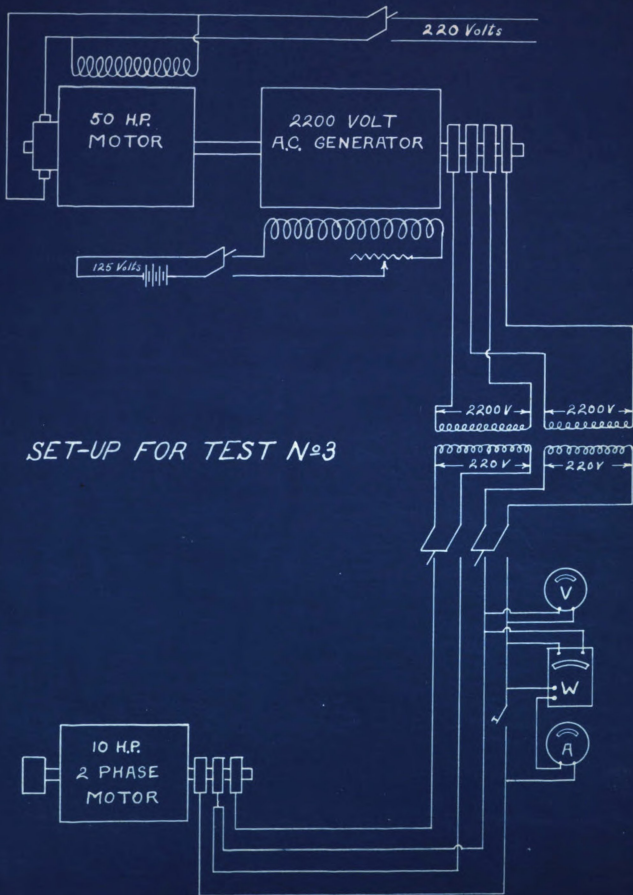 220 Volts
50 H.P.
MOTOR
2200 VOLT
A.C. GENERATOR
125 Volts
2200V
2200V
SET-UP FOR TEST Nº3
220V
220V
V
W
A
10 H.P.
2 PHASE
MOTOR